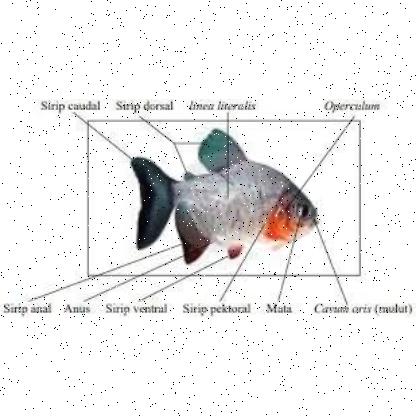 Sirip caudal Sirip dorsal linea literalis Operculum
Sirip anal Anus Sirip ventral Sirip pektoral Mata Cavum oris (mulut)